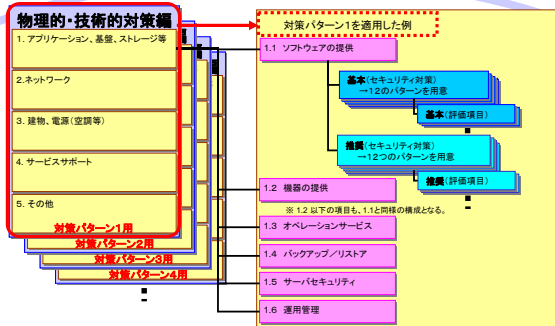 物理的・技術的対策編
1. アプリケーション、基盤、ストレージ等
2.ネットワーク
3. 建物、電源(空調等)
4. サービスサポート
5. その他
対策パターン1用
対策パターン2用
対策パターン3用
対策パターン4用
対策パターン1を適用した例
1.1 ソフトウェアの提供
基本(セキュリティ対策)
→12のパターンを用意
基本(評価項目)
推奨(セキュリティ対策)
→12つのパターンを用意
推奨(評価項目)
1.2 機器の提供
※ 1.2 以下の項目も、1.1と同様の構成となる。
1.3 オペレーションサービス
1.4 バックアップ／リストア
1.5 サーバセキュリティ
1.6 運用管理